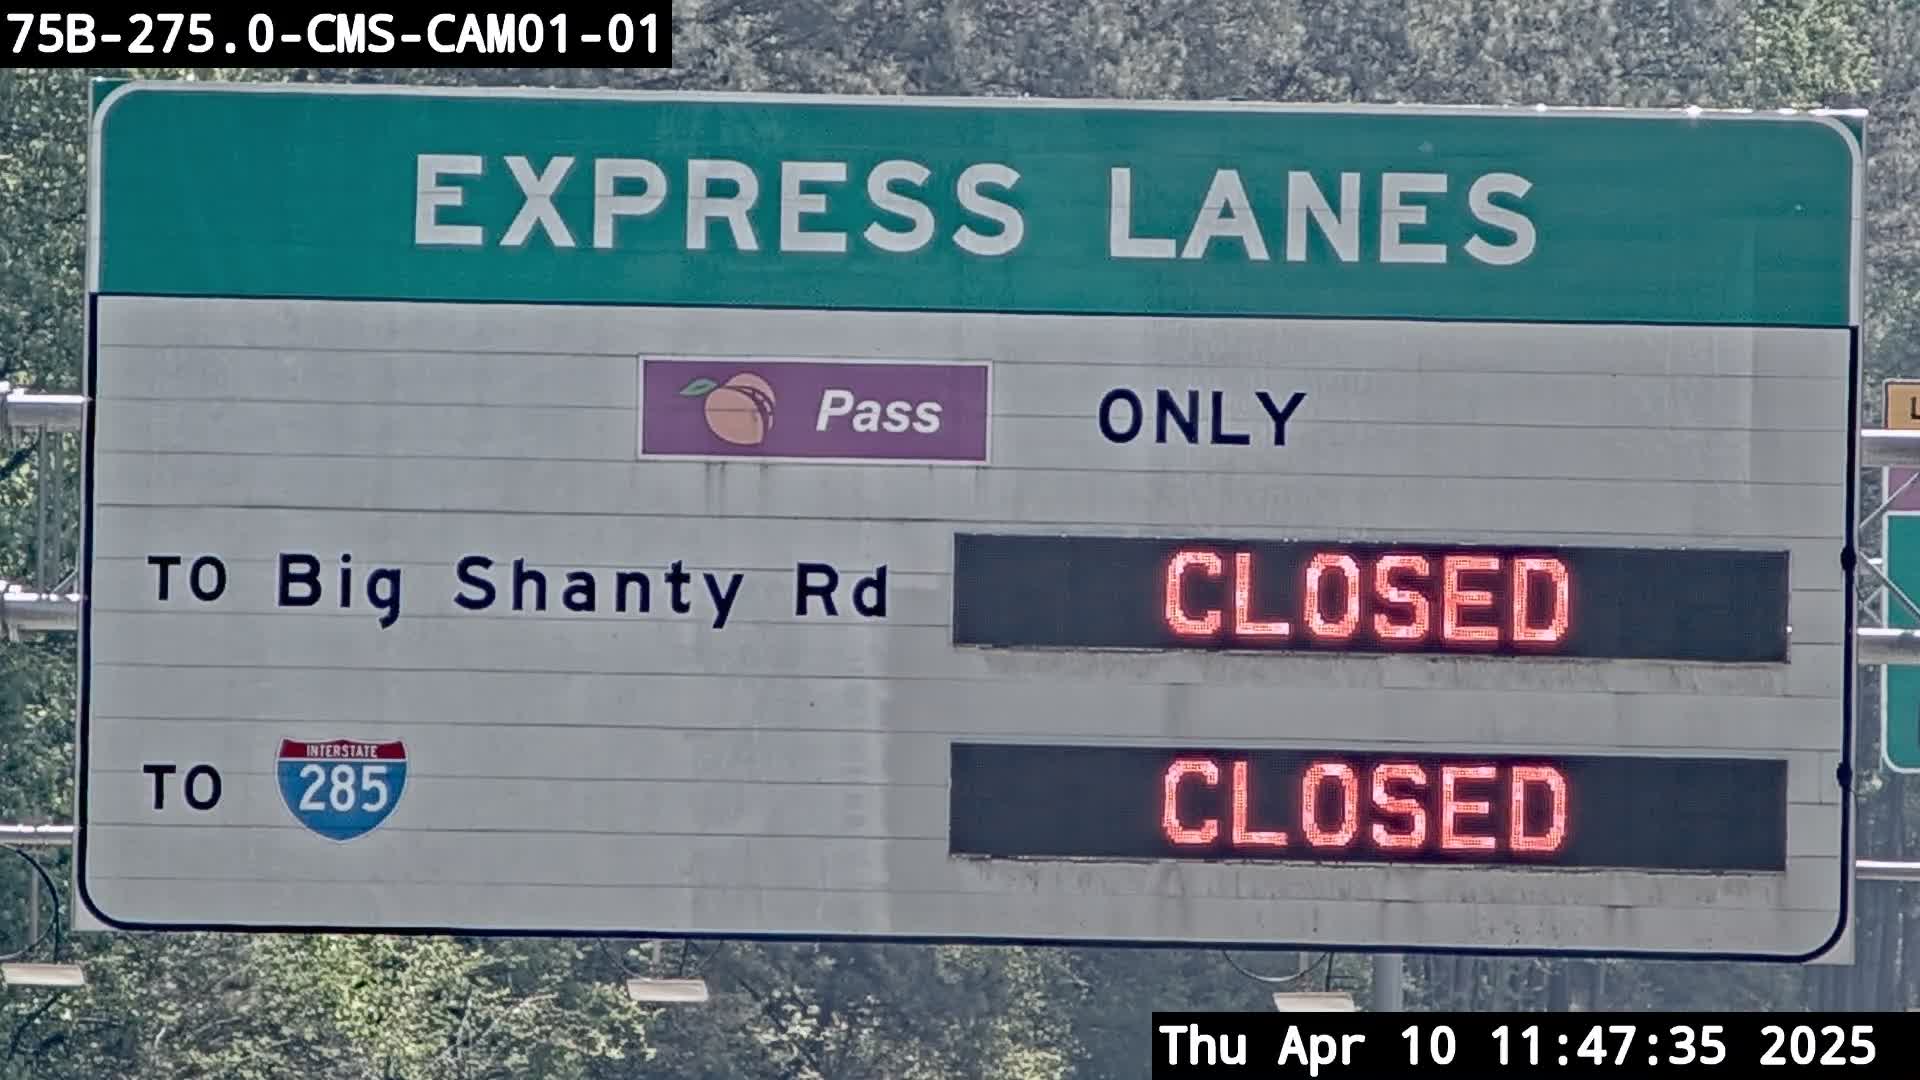 75B-275.0-CMS-CAM01-01
EXPRESS LANES
Pass ONLY
TO Big Shanty Rd CLOSED
TO INTERSTATE 285 CLOSED
Thu Apr 10 11:47:35 2025